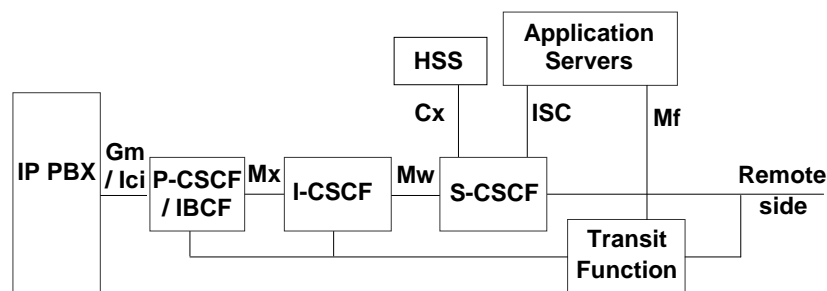 Application
Servers
HSS
Cx
ISC
Mf
IP PBX
Gm
/ Ici
P-CSCF
/ IBCF
Mx
I-CSCF
Mw
S-CSCF
Remote
side
Transit
Function